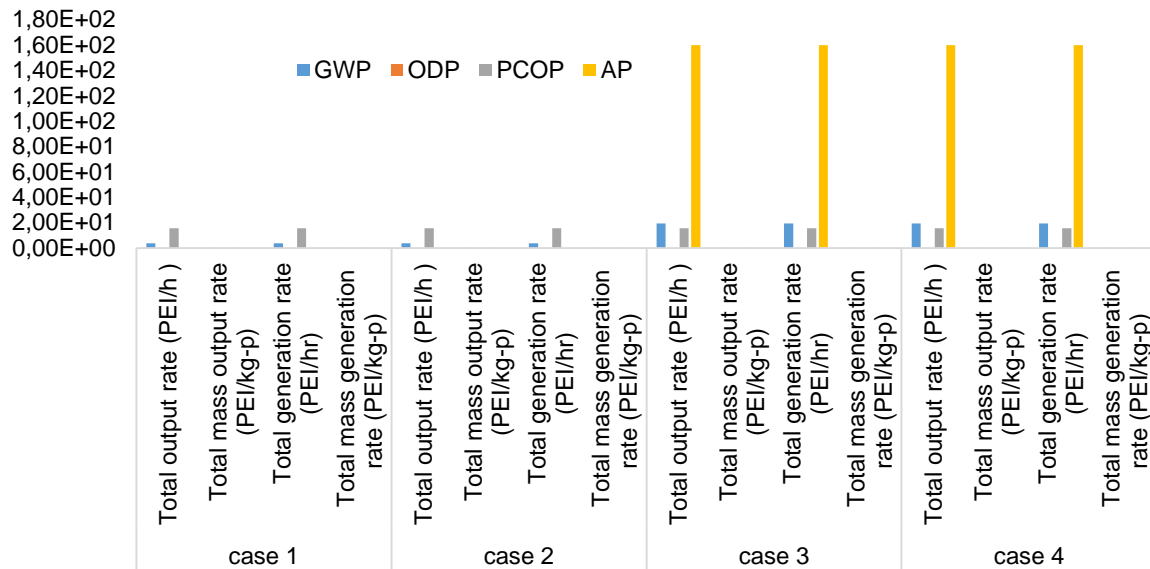 1,80E+02
1,60E+02
1,40E+02
1,20E+02
1,00E+02
8,00E+01
6,00E+01
4,00E+01
2,00E+01
0,00E+00
GWP ODP PCOP AP
Total output rate (PEI/h )
Total mass output rate
(PEI/kg-p)
Total generation rate
(PEI/hr)
Total mass generation
rate (PEI/kg-p)
Total output rate (PEI/h )
Total mass output rate
(PEI/kg-p)
Total generation rate
(PEI/hr)
Total mass generation
rate (PEI/kg-p)
Total output rate (PEI/h )
Total mass output rate
(PEI/kg-p)
Total generation rate
(PEI/hr)
Total mass generation
rate (PEI/kg-p)
Total output rate (PEI/h )
Total mass output rate
(PEI/kg-p)
Total generation rate
(PEI/hr)
Total mass generation
rate (PEI/kg-p)
case 1
case 2
case 3
case 4